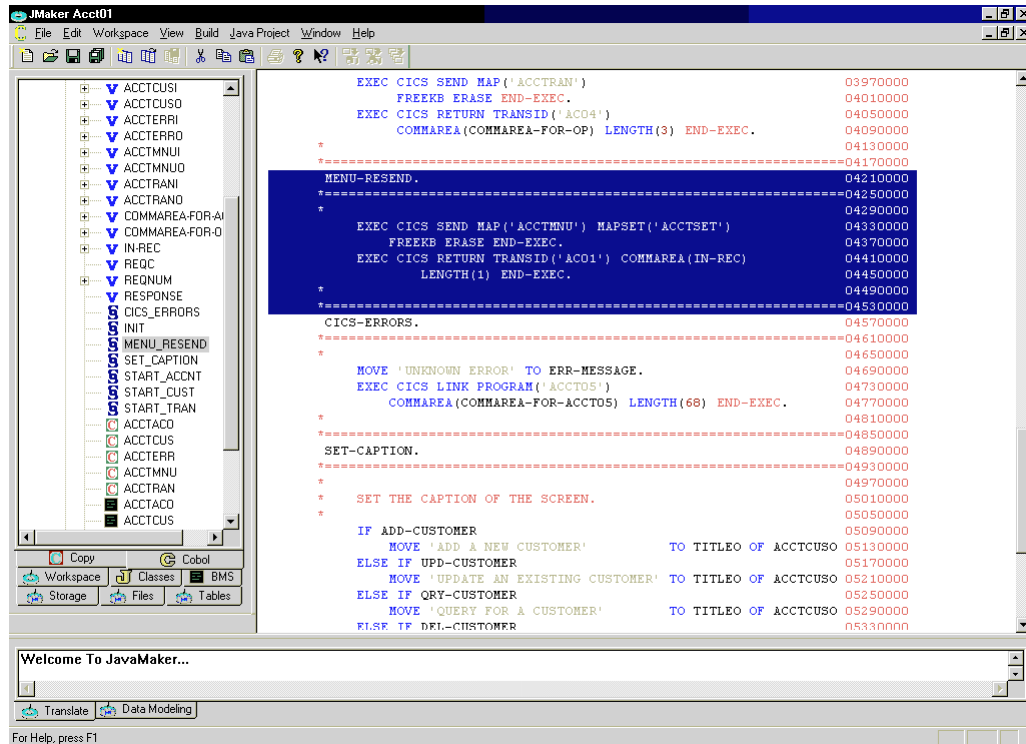 JMaker Acct01
File Edit Workspace View Build Java Project Window Help
ACCTCUSI
ACCTCUSO
ACCTERRI
ACCTERRO
ACCTMNUI
ACCTMNUO
ACCTRANI
ACCTRANO
COMMAREA-FOR-A
COMMAREA-FOR-O
IN-REC
REQC
REQNUM
RESPONSE
CICS_ERRORS
INIT
MENU_RESEND
SET_CAPTION
START_ACCNT
START_CUST
START_TRAN
ACCTACO
ACCTCUS
ACCTERR
ACCTMNU
ACCTRAN
ACCTACO
ACCTCUS
Copy Cobol
Workspace Classes BMS
Storage Files Tables
EXEC CICS SEND MAP('ACCTRAN') 03970000
FREEKB ERASE END-EXEC. 04010000
EXEC CICS RETURN TRANSID('AC04') 04050000
COMMAREA(COMMAREA-FOR-OP) LENGTH(3) END-EXEC. 04090000
* 04130000
*==================================================================04170000
MENU-RESEND. 04210000
*==================================================================04250000
* 04290000
EXEC CICS SEND MAP('ACCTMNU') MAPSET('ACCTSET') 04330000
FREEKB ERASE END-EXEC. 04370000
EXEC CICS RETURN TRANSID('AC01') COMMAREA(IN-REC) 04410000
LENGTH(1) END-EXEC. 04450000
* 04490000
*==================================================================04530000
CICS-ERRORS. 04570000
*==================================================================04610000
* 04650000
MOVE 'UNKNOWN ERROR' TO ERR-MESSAGE. 04690000
EXEC CICS LINK PROGRAM('ACCT05') 04730000
COMMAREA(COMMAREA-FOR-ACCT05) LENGTH(68) END-EXEC. 04770000
* 04810000
*==================================================================04850000
SET-CAPTION. 04890000
*==================================================================04930000
* 04970000
* SET THE CAPTION OF THE SCREEN. 05010000
* 05050000
IF ADD-CUSTOMER 05090000
MOVE 'ADD A NEW CUSTOMER' TO TITLEO OF ACCTCUSO 05130000
ELSE IF UPD-CUSTOMER 05170000
MOVE 'UPDATE AN EXISTING CUSTOMER' TO TITLEO OF ACCTCUSO 05210000
ELSE IF QRY-CUSTOMER 05250000
MOVE 'QUERY FOR A CUSTOMER' TO TITLEO OF ACCTCUSO 05290000
ELSE IF DEL-CUSTOMER 05330000
Welcome To JavaMaker...
Translate Data Modeling
For Help, press F1